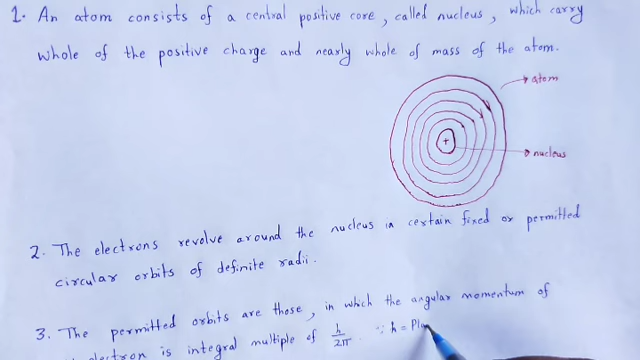 1. An atom consists of a central positive core, called nucleus, which carry
whole of the positive charge and nearly whole of mass of the atom.
→ atom
+
→ nucleus
2. The electrons revolve around the nucleus in certain fixed or permitted
circular orbits of definite radii.
3. The permitted orbits are those, in which the angular momentum of
electron is integral multiple of h/2π ∵ h = Pla